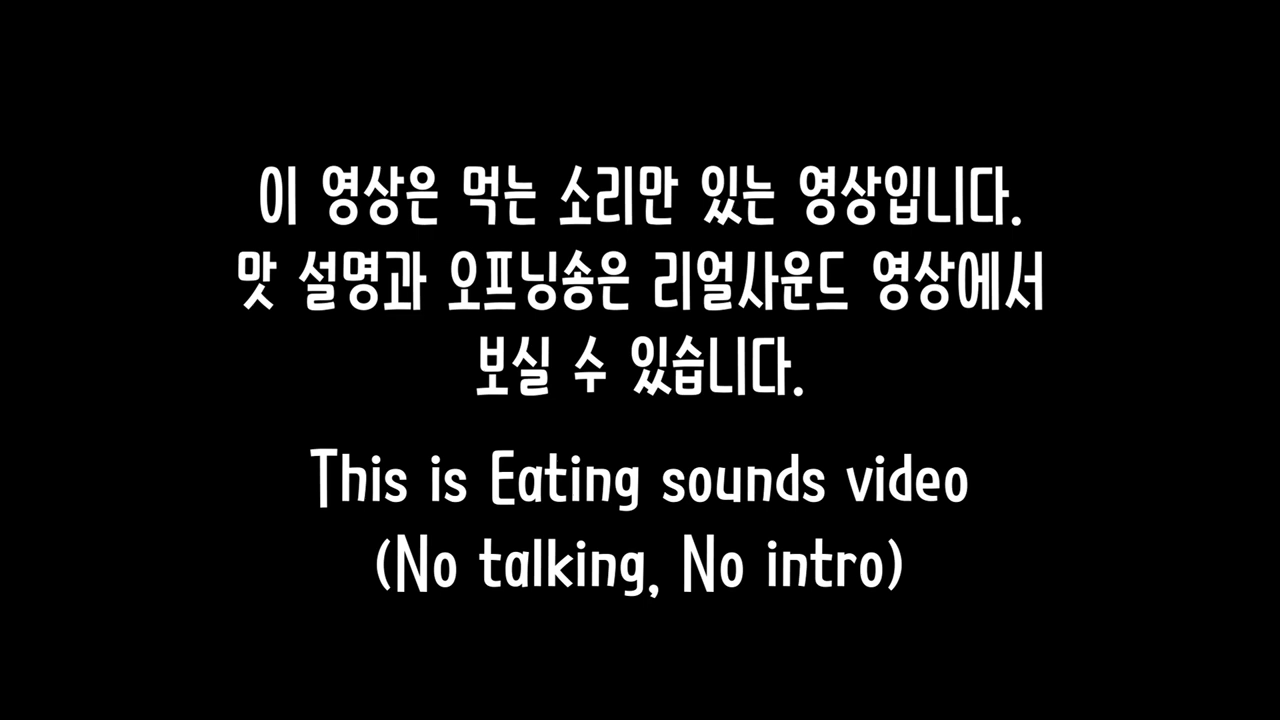 이 영상은 먹는 소리만 있는 영상입니다.
맛 설명과 오프닝송은 리얼사운드 영상에서
보실 수 있습니다.
This is Eating sounds video
(No talking, No intro)